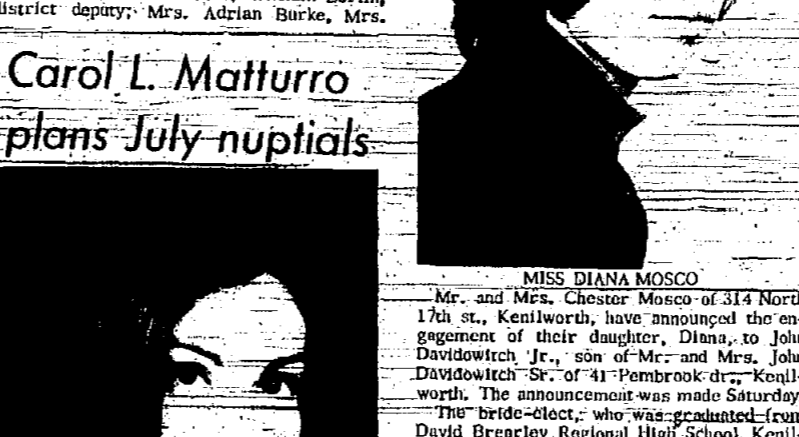 district deputy; Mrs. Adrian Burke, Mrs.
Carol L. Matturro
plans July nuptials
MISS DIANA MOSCO
Mr. and Mrs. Chester Mosco of 314 North
17th st., Kenilworth, have announced the en-
gagement of their daughter, Diana, to John
Davidowitch Jr., son of Mr. and Mrs. John
Davidowitch Sr. of 41 Pembrook dr., Kenil-
worth. The announcement was made Saturday.
The bride-elect, who was graduated from
David Brearley Regional High School, Kenil-